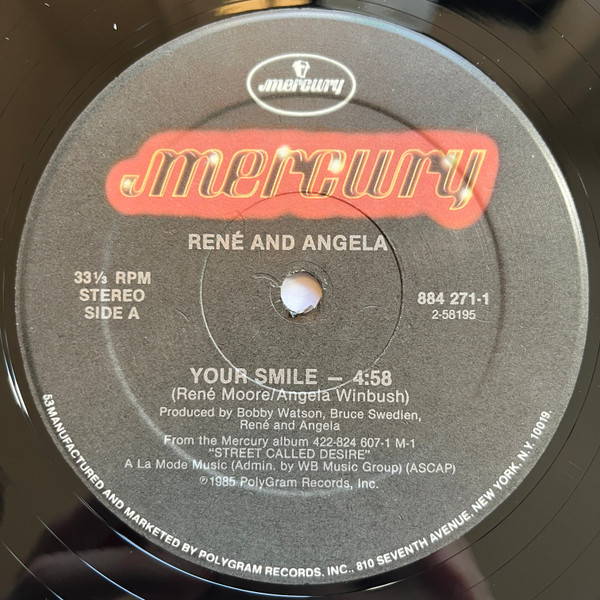 mercury
mercury
RENÉ AND ANGELA
33⅓ RPM
STEREO
SIDE A
884 271-1
2-58195
YOUR SMILE — 4:58
(René Moore/Angela Winbush)
Produced by Bobby Watson, Bruce Swedien,
René and Angela
From the Mercury album 422-824 607-1 M-1
"STREET CALLED DESIRE"
A La Mode Music (Admin. by WB Music Group) (ASCAP)
℗1985 PolyGram Records, Inc.
53MANUFACTURED AND MARKETED BY POLYGRAM RECORDS, INC., 810 SEVENTH AVENUE, NEW YORK, N.Y. 10019.